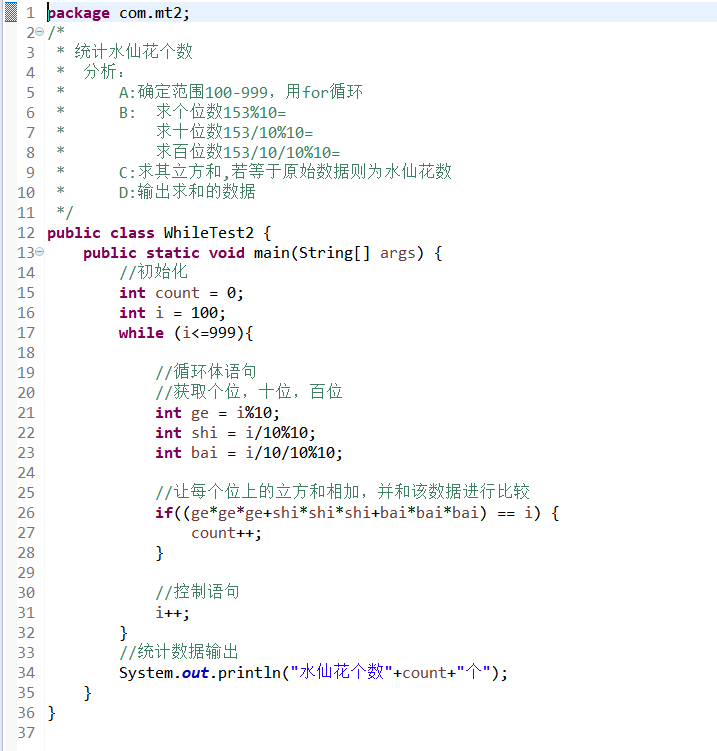 1 package com.mt2;
2 /*
3  * 统计水仙花个数
4  *  分析：
5  *      A:确定范围100-999，用for循环
6  *      B:  求个位数153%10=
7  *          求十位数153/10%10=
8  *          求百位数153/10/10%10=
9  *      C:求其立方和,若等于原始数据则为水仙花数
10  *      D:输出求和的数据
11  */
12 public class WhileTest2 {
13     public static void main(String[] args) {
14         //初始化
15         int count = 0;
16         int i = 100;
17         while (i<=999){
18
19             //循环体语句
20             //获取个位，十位，百位
21             int ge = i%10;
22             int shi = i/10%10;
23             int bai = i/10/10%10;
24
25             //让每个位上的立方和相加，并和该数据进行比较
26             if((ge*ge*ge+shi*shi*shi+bai*bai*bai) == i) {
27                 count++;
28             }
29
30             //控制语句
31             i++;
32         }
33         //统计数据输出
34         System.out.println("水仙花个数"+count+"个");
35     }
36 }
37